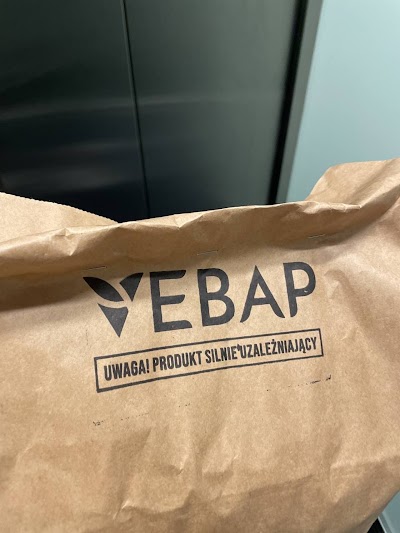 VEBAP
UWAGA! PRODUKT SILNIE UZALEŻNIAJĄCY